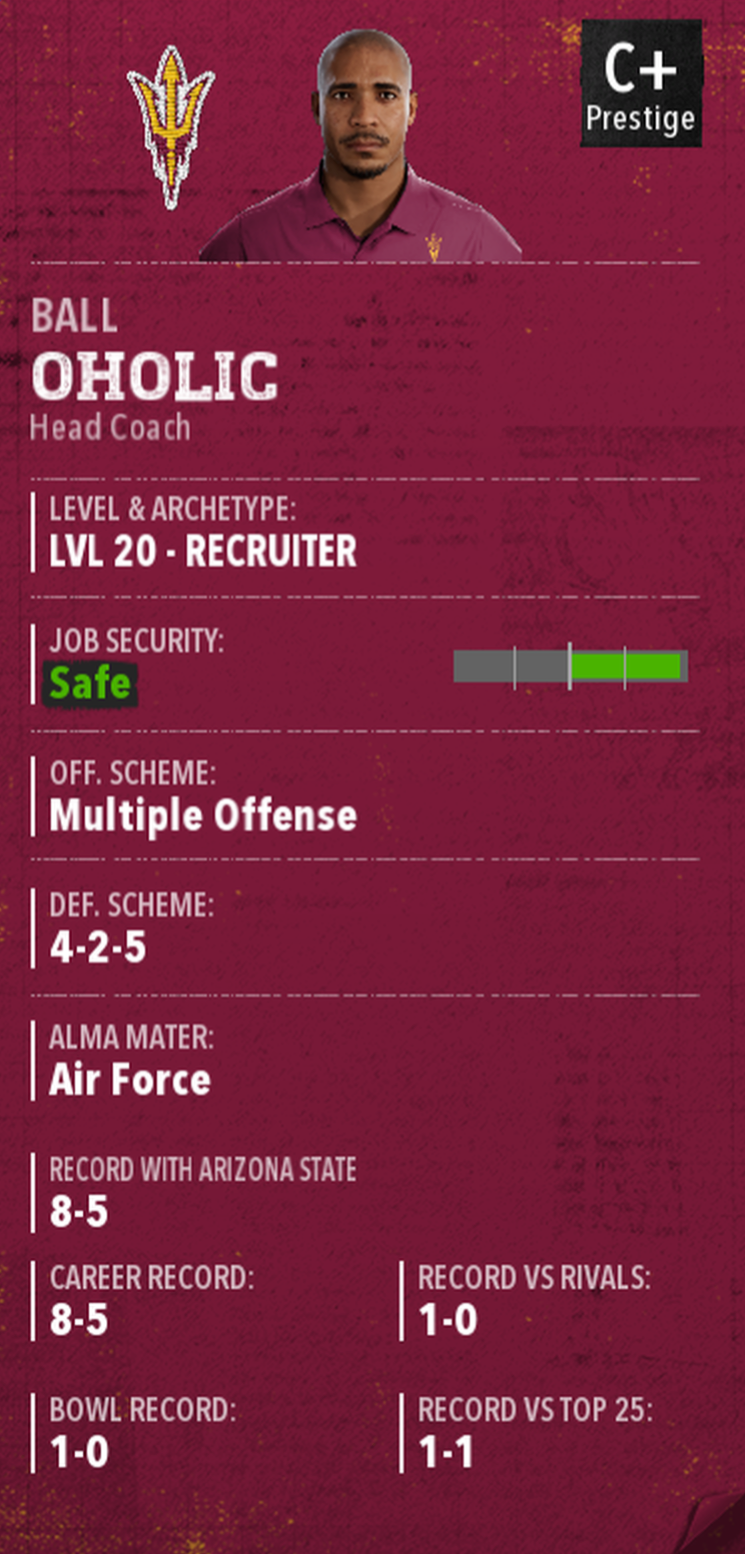 C+
Prestige
BALL
OHOLIC
Head Coach
LEVEL & ARCHETYPE:
LVL 20 - RECRUITER
JOB SECURITY:
Safe
OFF. SCHEME:
Multiple Offense
DEF. SCHEME:
4-2-5
ALMA MATER:
Air Force
RECORD WITH ARIZONA STATE
8-5
CAREER RECORD:
8-5
RECORD VS RIVALS:
1-0
BOWL RECORD:
1-0
RECORD VS TOP 25:
1-1